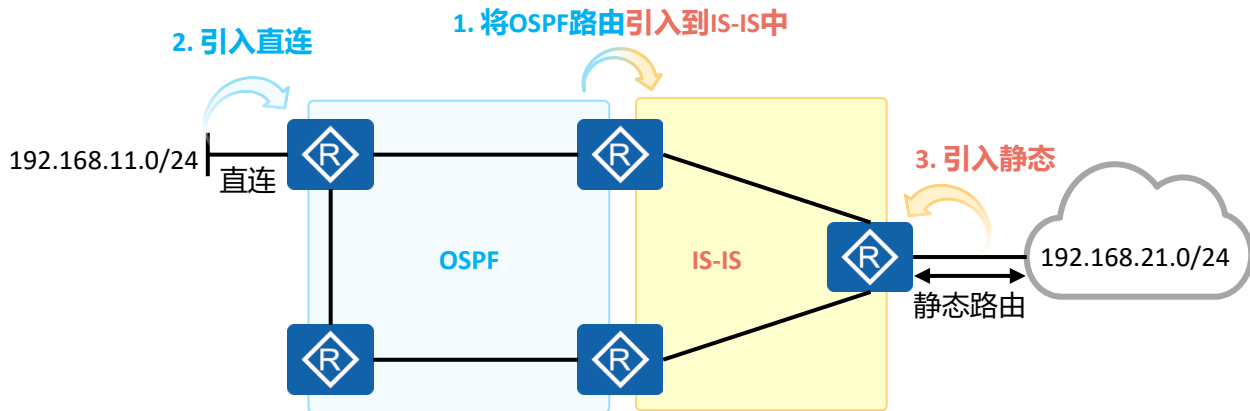 1. 将OSPF路由引入到IS-IS中
2. 引入直连
192.168.11.0/24
直连
R
R
3. 引入静态
OSPF
IS-IS
R
192.168.21.0/24
静态路由
R
R